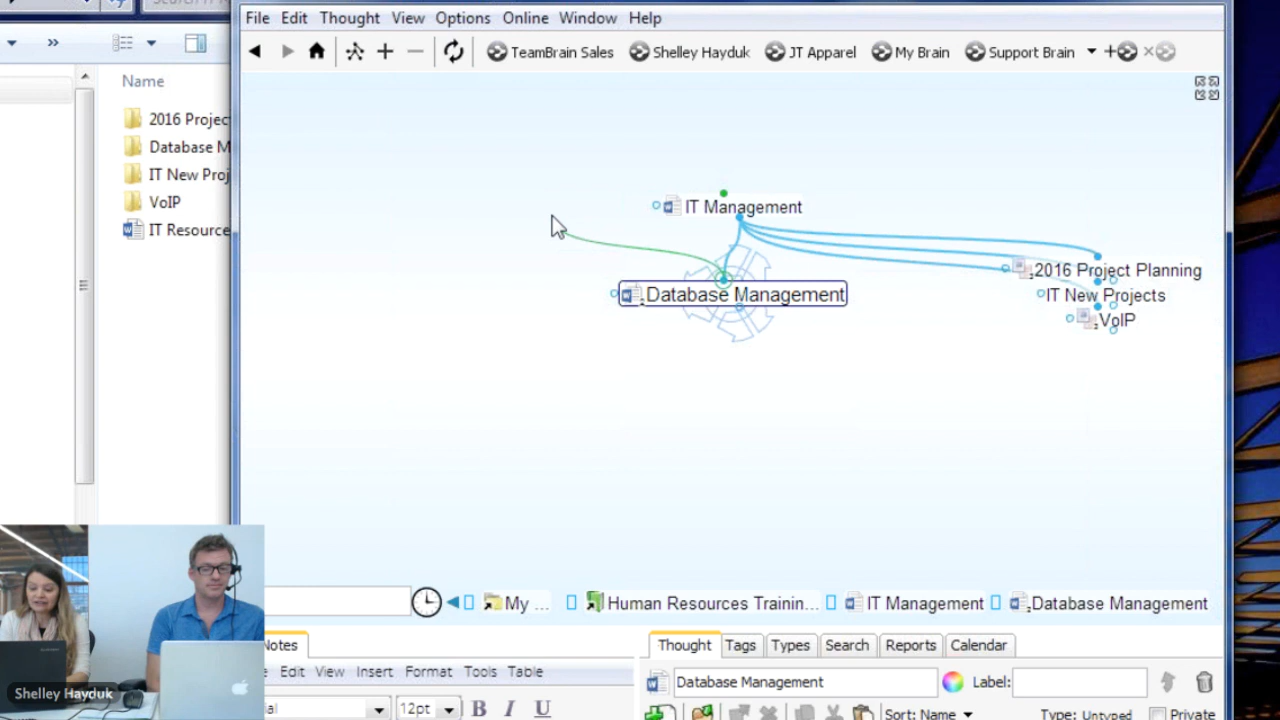 File Edit Thought View Options Online Window Help
» TeamBrain Sales Shelley Hayduk JT Apparel My Brain Support Brain
Name
2016 Projec
Database M
IT New Proj
VoIP
IT Resource
IT Management
Database Management
2016 Project Planning
IT New Projects
VoIP
My ... Human Resources Trainin... IT Management Database Management
Notes
Thought Tags Types Search Reports Calendar
Edit View Insert Format Tools Table
Database Management Label:
ial 12pt B I U
Sort: Name Type: Untyped Private
Shelley Hayduk